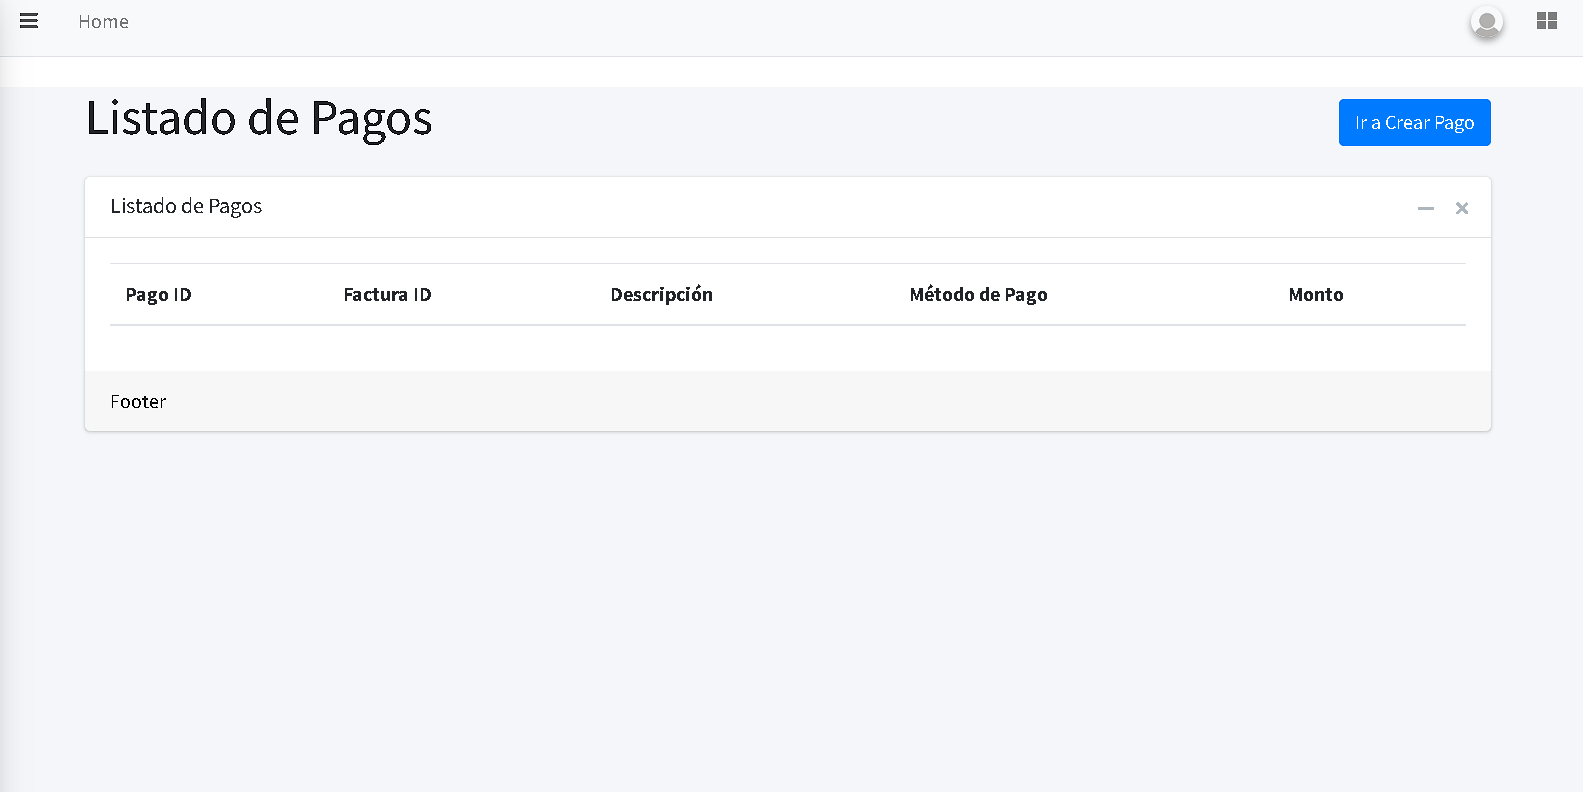 Home
Listado de Pagos
Ir a Crear Pago
Listado de Pagos
Pago ID Factura ID Descripción Método de Pago Monto
Footer